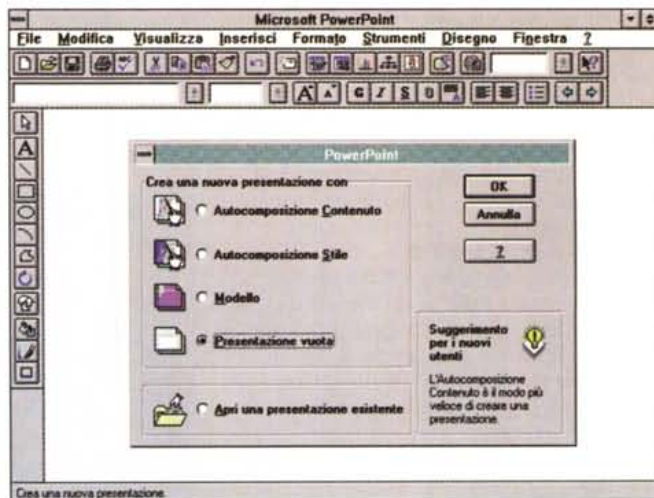 Microsoft PowerPoint
File Modifica Visualizza Inserisci Formato Strumenti Disegno Finestra ?
A A G I S
A
PowerPoint
Crea una nuova presentazione con
OK
Autocomposizione Contenuto
Annulla
Autocomposizione Stile
?
Modello
Presentazione vuota
Suggerimento
per i nuovi
utenti
L'Autocomposizione
Contenuto è il modo più
veloce di creare una
presentazione.
Apri una presentazione esistente
Crea una nuova presentazione.